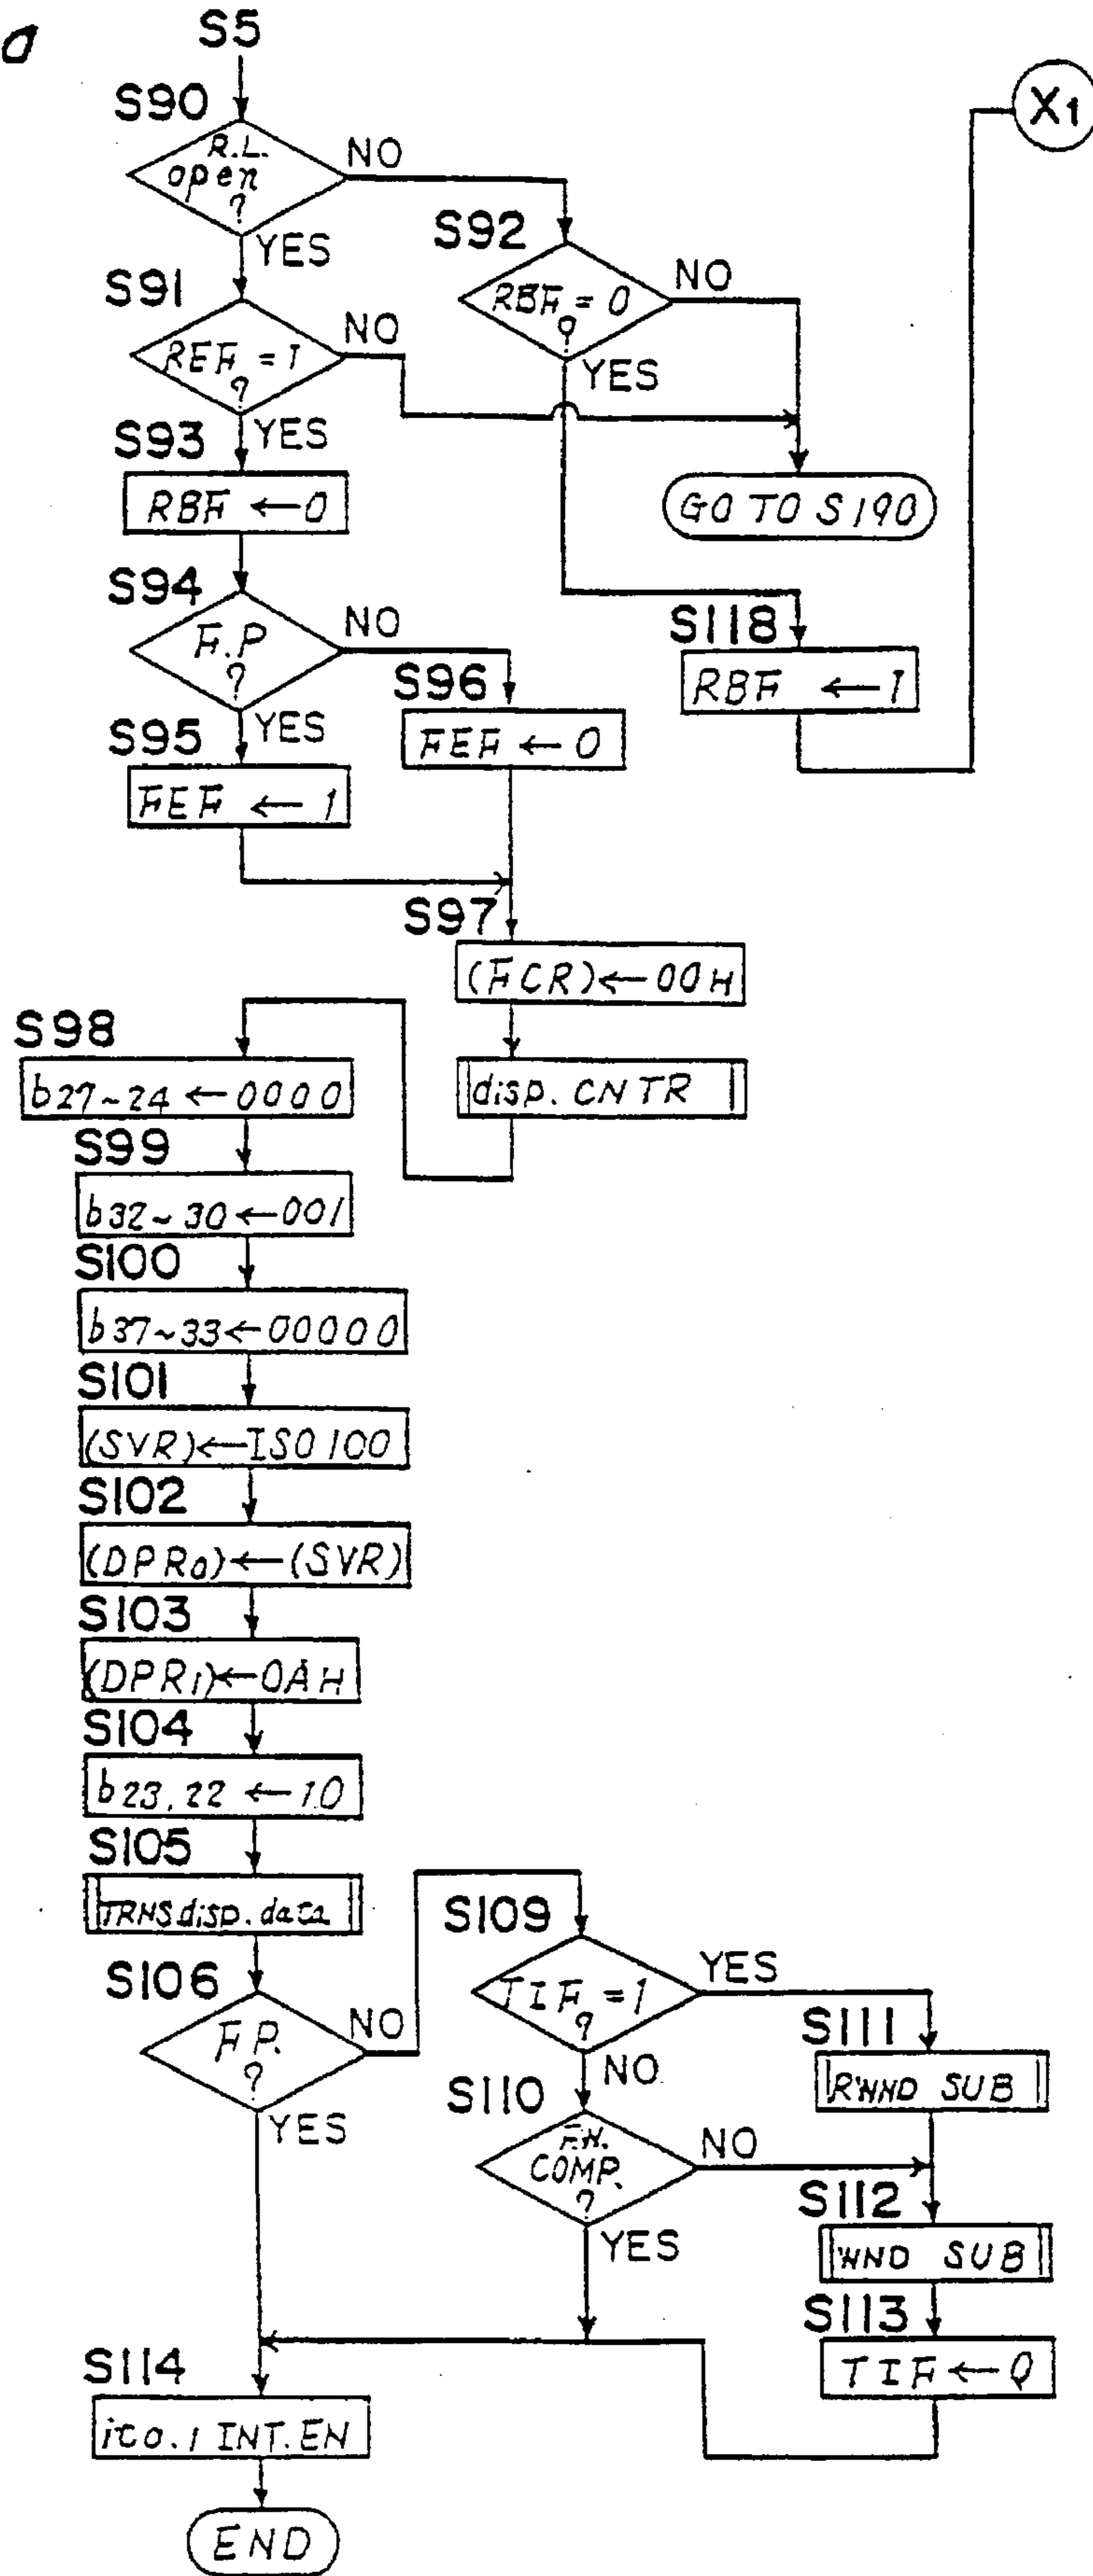 a
S5
X1
S90
R.L.
open
?
NO
YES
S92
RBF = 0
?
NO
YES
S91
REF = 1
?
NO
YES
GO TO S190
S93
RBF ← 0
S94
F.P
?
NO
YES
S118
RBF ← 1
S96
FEF ← 0
S95
FEF ← 1
S97
(FCR) ← 00H
disp. CNTR
S98
b27~24 ← 0000
S99
b32~30 ← 001
S100
b37~33 ← 00000
S101
(SVR) ← ISO 100
S102
(DPR0) ← (SVR)
S103
(DPR1) ← 0AH
S104
b23,22 ← 10
S105
TRNS disp. data
S106
F.P.
?
NO
YES
S109
TIF = 1
?
YES
NO
S111
RWND SUB
S110
COMP.
?
NO
YES
S112
WND SUB
S113
TIF ← 0
S114
INT. EN
END